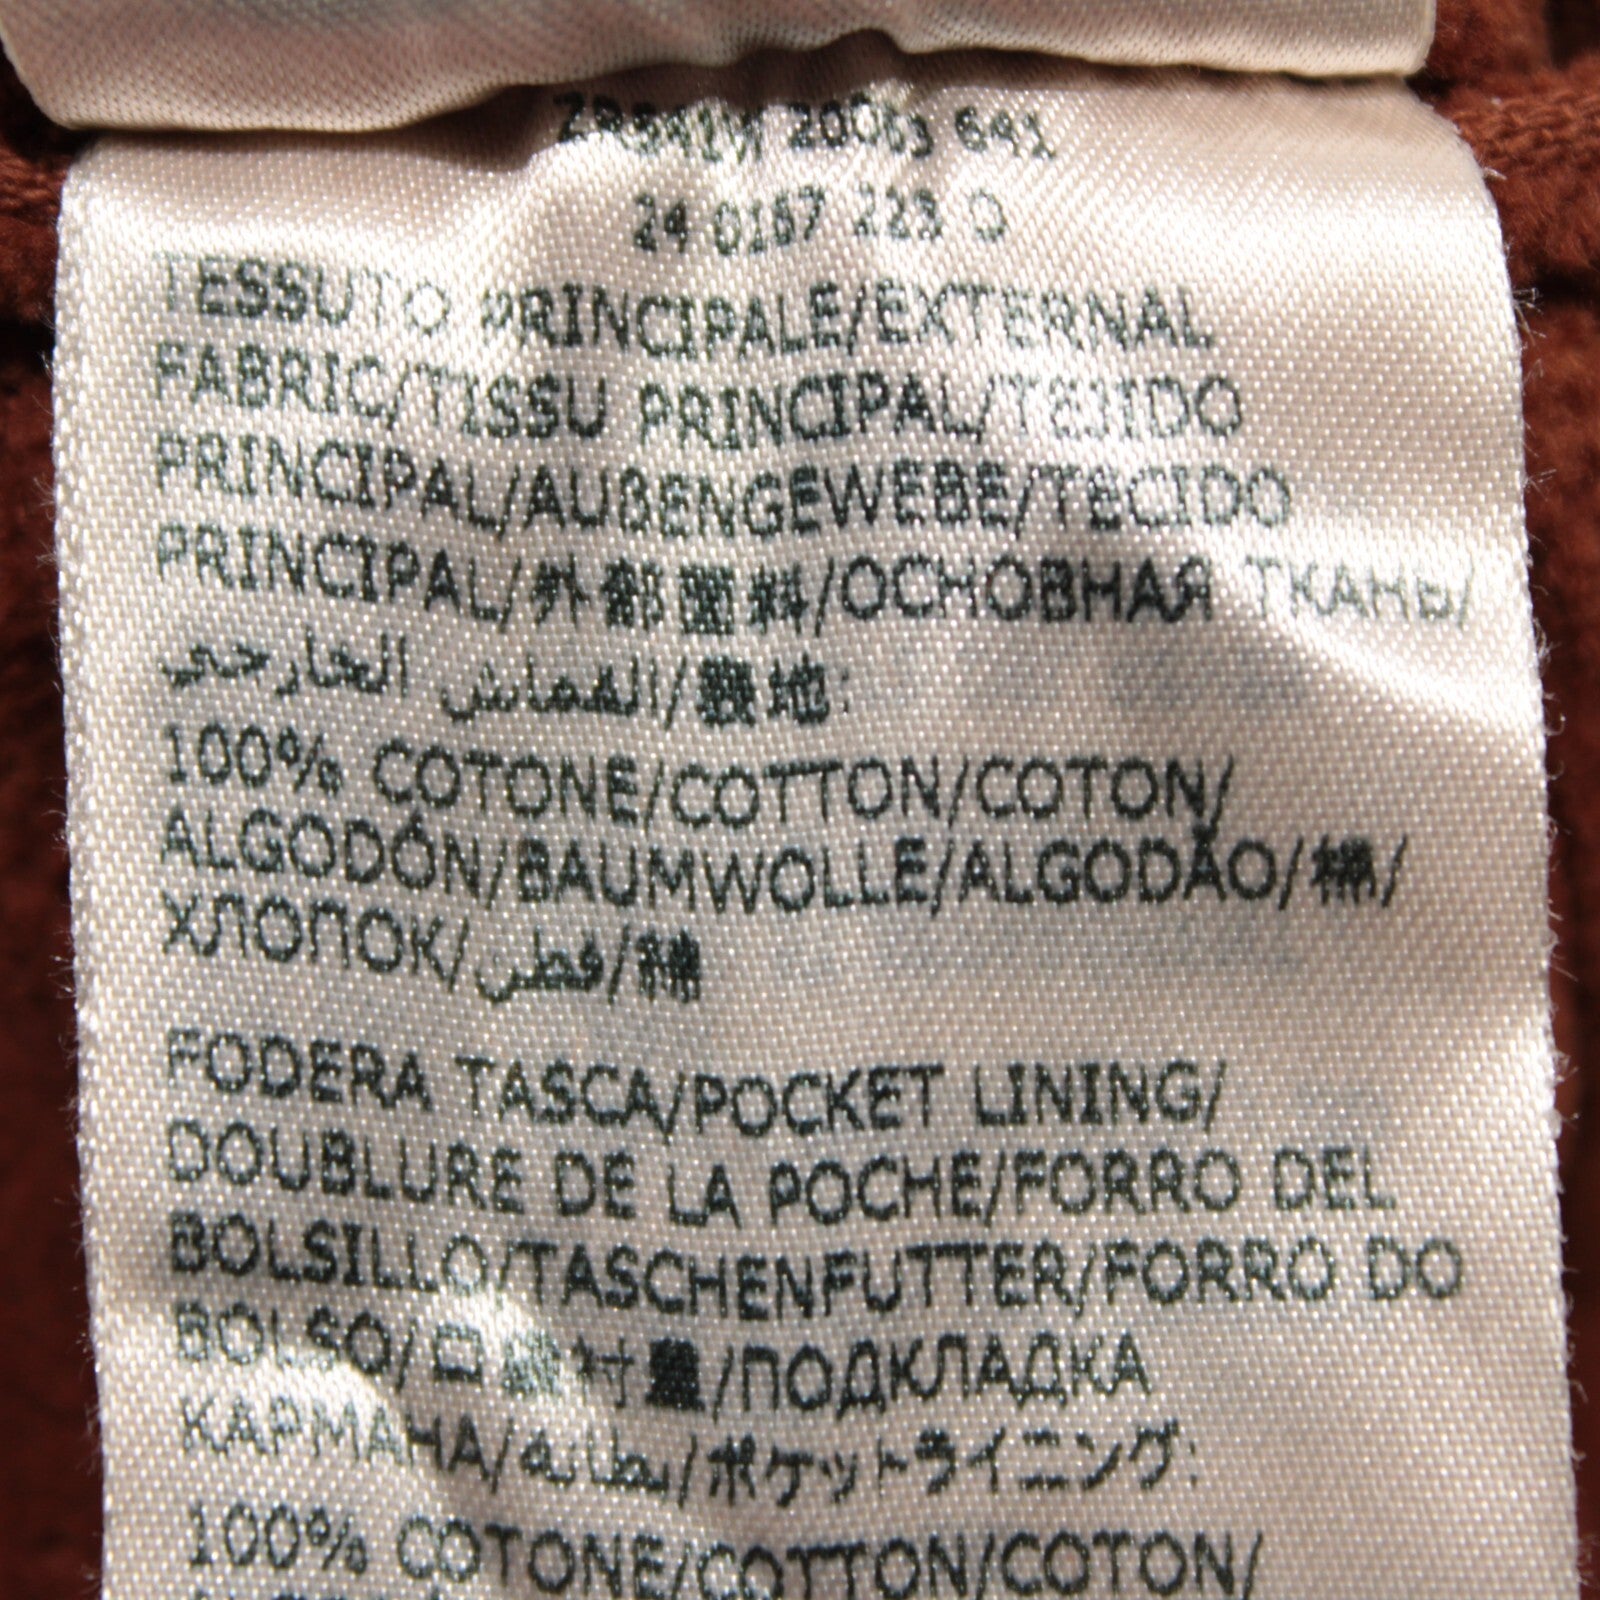 641
24 0187 223 O
TESSUTO PRINCIPALE/EXTERNAL
FABRIC/TISSU PRINCIPAL/TEJIDO
PRINCIPAL/AUßENGEWEBE/TECIDO
PRINCIPAL/外部面料/ОСНОВНАЯ ТКАНЬ/
القماش الخارجي/表地:
100% COTONE/COTTON/COTON/
ALGODÓN/BAUMWOLLE/ALGODÃO/棉/
ХЛОПОК/قطن/綿
FODERA TASCA/POCKET LINING/
DOUBLURE DE LA POCHE/FORRO DEL
BOLSILLO/TASCHENFUTTER/FORRO DO
BOLSO/口袋衬里/ПОДКЛАДКА
КАРМАНА/بطانة/ポケットライニング:
100% COTONE/COTTON/COTON/